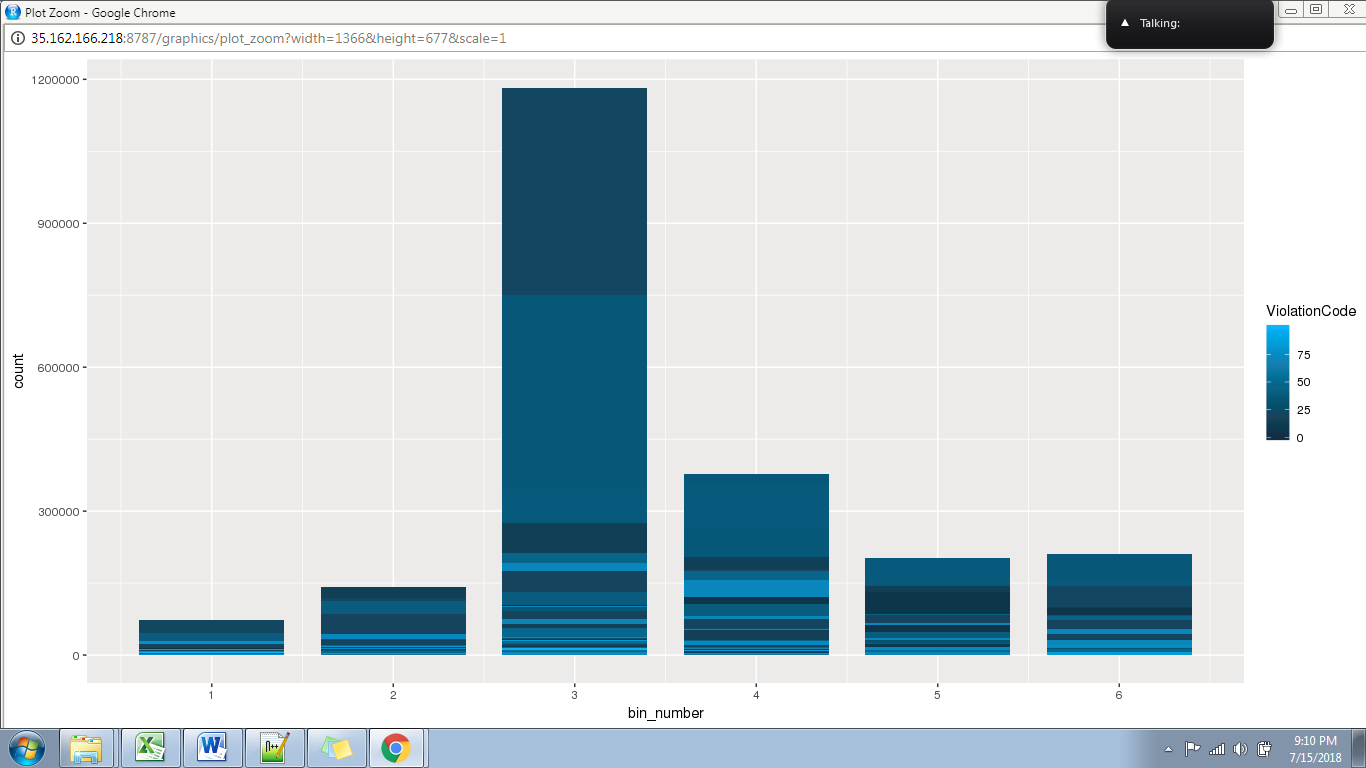 Plot Zoom - Google Chrome
Talking:
35.162.166.218:8787/graphics/plot_zoom?width=1366&height=677&scale=1
1200000
900000
600000
300000
0
count
1 2 3 4 5 6
bin_number
ViolationCode
75
50
25
0
9:10 PM
7/15/2018